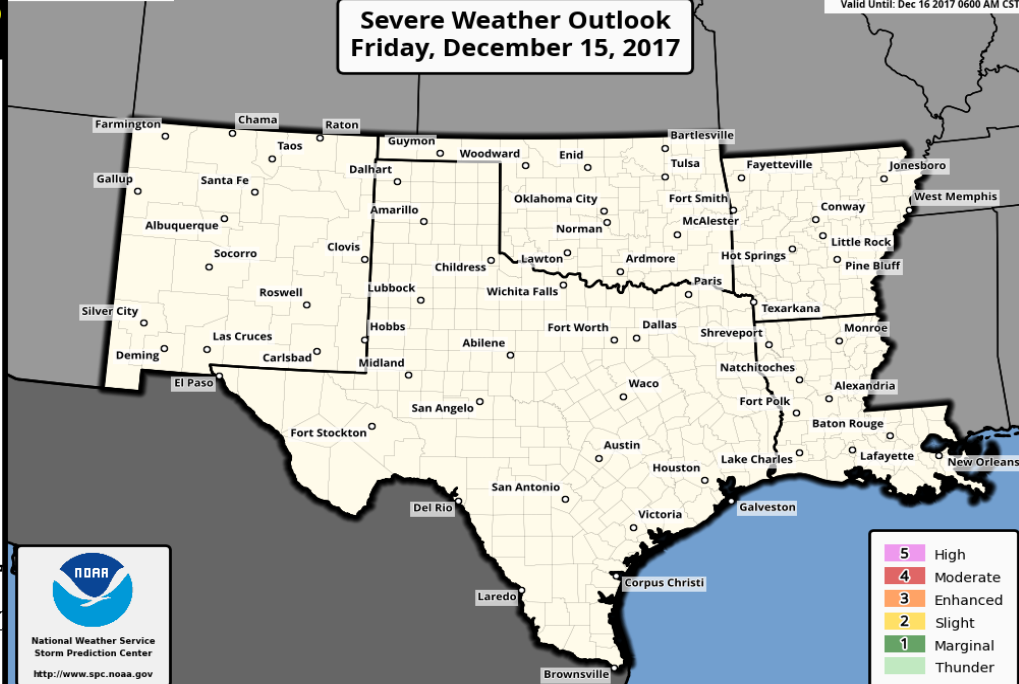 Valid Until: Dec 16 2017 0600 AM CST
Severe Weather Outlook
Friday, December 15, 2017
Farmington
Chama
Raton
Taos
Guymon
Woodward
Enid
Bartlesville
Tulsa
Fayetteville
Jonesboro
Gallup
Santa Fe
Dalhart
Amarillo
Oklahoma City
Fort Smith
West Memphis
Albuquerque
Norman
McAlester
Conway
Socorro
Clovis
Childress
Lawton
Ardmore
Hot Springs
Little Rock
Pine Bluff
Roswell
Lubbock
Wichita Falls
Paris
Texarkana
Silver City
Hobbs
Fort Worth
Dallas
Shreveport
Monroe
Las Cruces
Deming
Carlsbad
Midland
Abilene
Natchitoches
El Paso
Waco
Alexandria
San Angelo
Fort Polk
Fort Stockton
Baton Rouge
Austin
Houston
Lake Charles
Lafayette
New Orleans
San Antonio
Del Rio
Galveston
Victoria
Corpus Christi
Laredo
Brownsville
NOAA
National Weather Service
Storm Prediction Center
http://www.spc.noaa.gov
5 High
4 Moderate
3 Enhanced
2 Slight
1 Marginal
Thunder